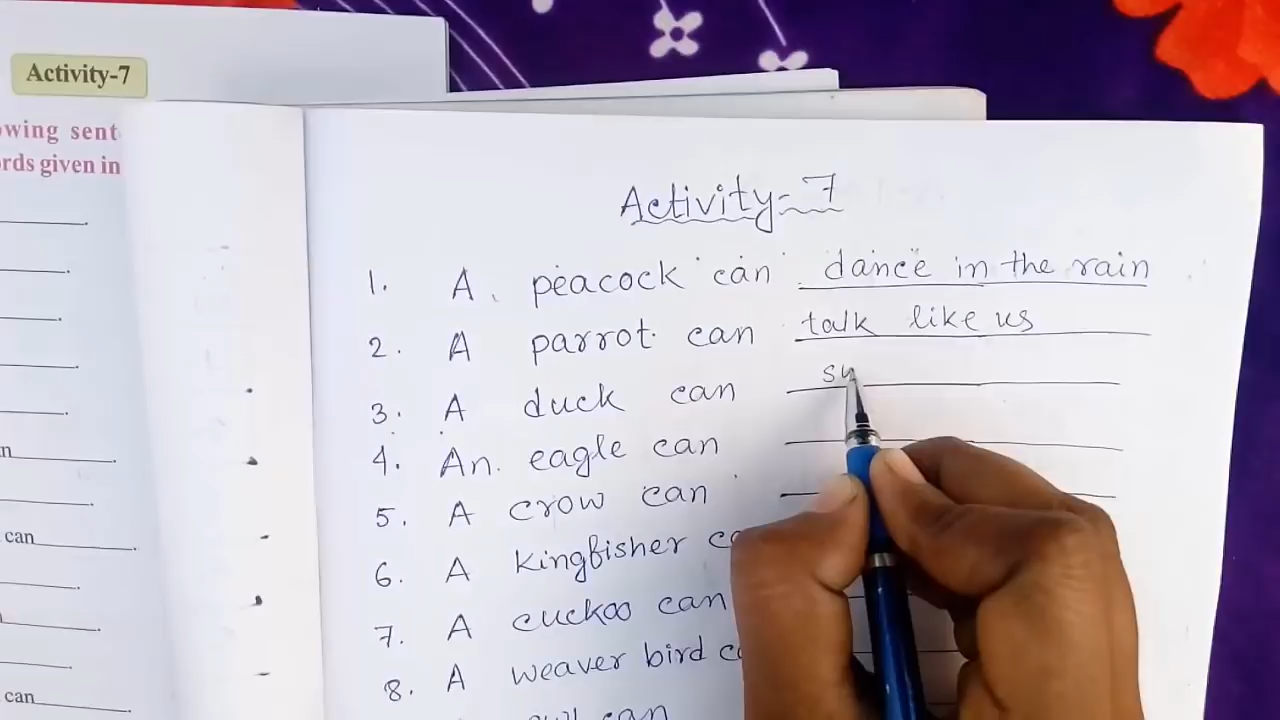 Activity-7
owing sent
rds given in
n
can
can
Activity-7
1. A peacock can dance in the rain
2. A parrot can talk like us
3. A duck can
4. An eagle can
5. A crow can
6. A kingfisher
7. A cuckoo can
8. A weaver bird
can